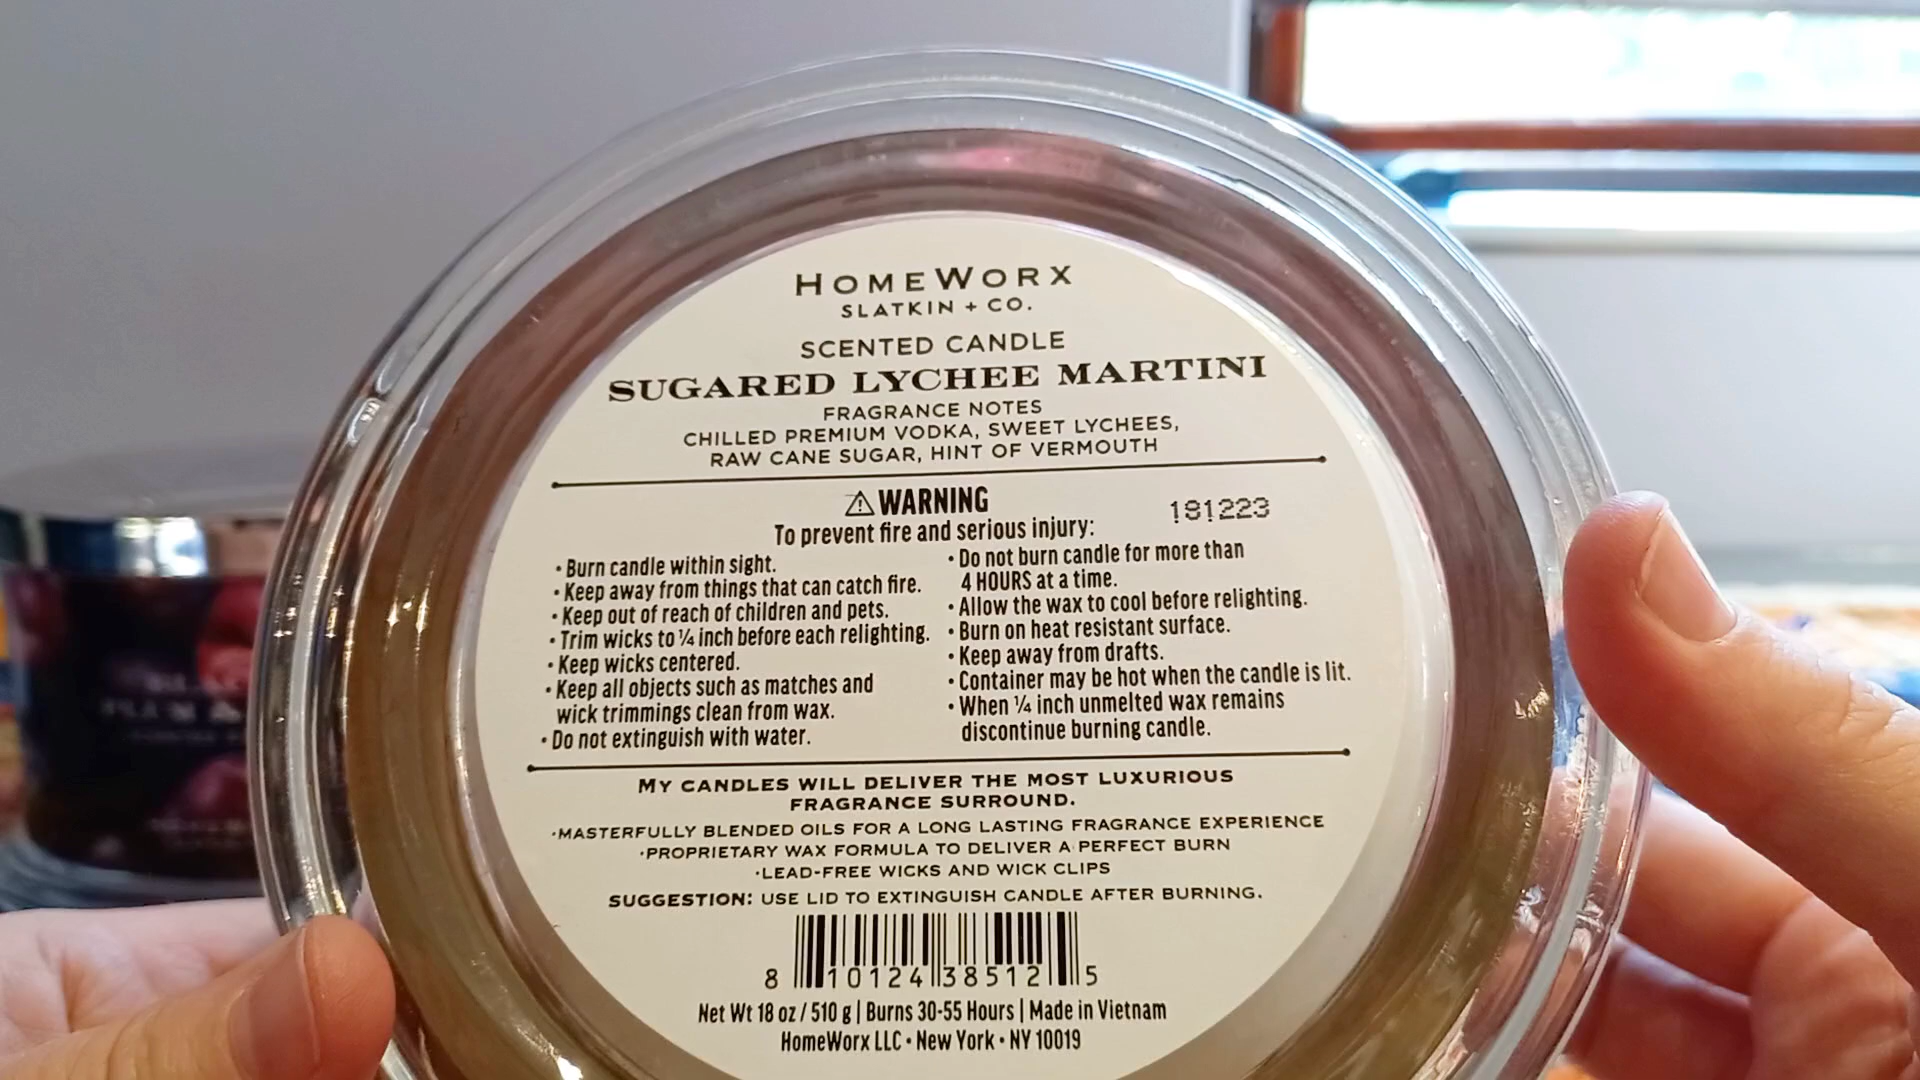 HOMEWORX
SLATKIN + CO.
SCENTED CANDLE
SUGARED LYCHEE MARTINI
FRAGRANCE NOTES
CHILLED PREMIUM VODKA, SWEET LYCHEES,
RAW CANE SUGAR, HINT OF VERMOUTH
⚠WARNING
181223
To prevent fire and serious injury:
• Burn candle within sight.
• Keep away from things that can catch fire.
• Keep out of reach of children and pets.
• Trim wicks to ¼ inch before each relighting.
• Keep wicks centered.
• Keep all objects such as matches and
wick trimmings clean from wax.
• Do not extinguish with water.
• Do not burn candle for more than
4 HOURS at a time.
• Allow the wax to cool before relighting.
• Burn on heat resistant surface.
• Keep away from drafts.
• Container may be hot when the candle is lit.
• When ¼ inch unmelted wax remains
discontinue burning candle.
MY CANDLES WILL DELIVER THE MOST LUXURIOUS
FRAGRANCE SURROUND.
•MASTERFULLY BLENDED OILS FOR A LONG LASTING FRAGRANCE EXPERIENCE
•PROPRIETARY WAX FORMULA TO DELIVER A PERFECT BURN
•LEAD-FREE WICKS AND WICK CLIPS
SUGGESTION: USE LID TO EXTINGUISH CANDLE AFTER BURNING.
8 10124 38512 5
Net Wt 18 oz / 510 g | Burns 30-55 Hours | Made in Vietnam
HomeWorx LLC • New York • NY 10019
PLUM